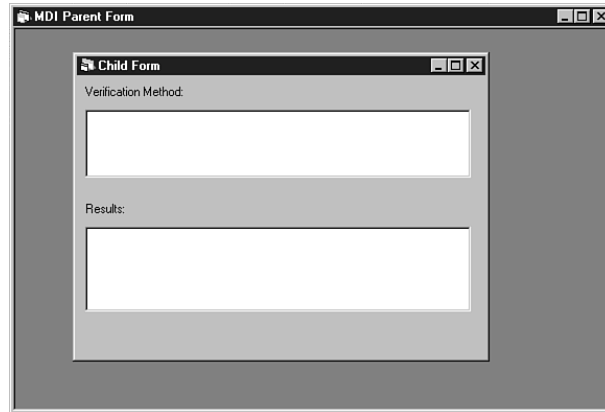 MDI Parent Form
Child Form
Verification Method:
Results: